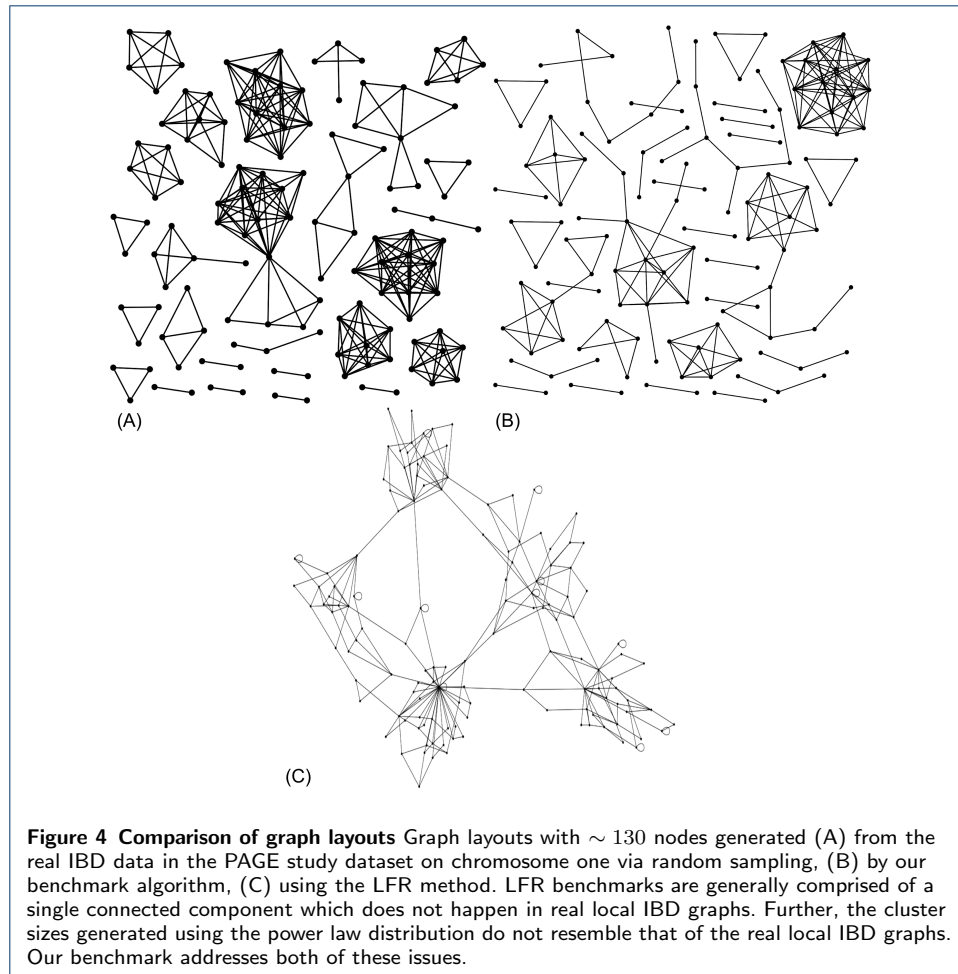 (A)
(B)
(C)
Figure 4 Comparison of graph layouts Graph layouts with ∼ 130 nodes generated (A) from the
real IBD data in the PAGE study dataset on chromosome one via random sampling, (B) by our
benchmark algorithm, (C) using the LFR method. LFR benchmarks are generally comprised of a
single connected component which does not happen in real local IBD graphs. Further, the cluster
sizes generated using the power law distribution do not resemble that of the real local IBD graphs.
Our benchmark addresses both of these issues.